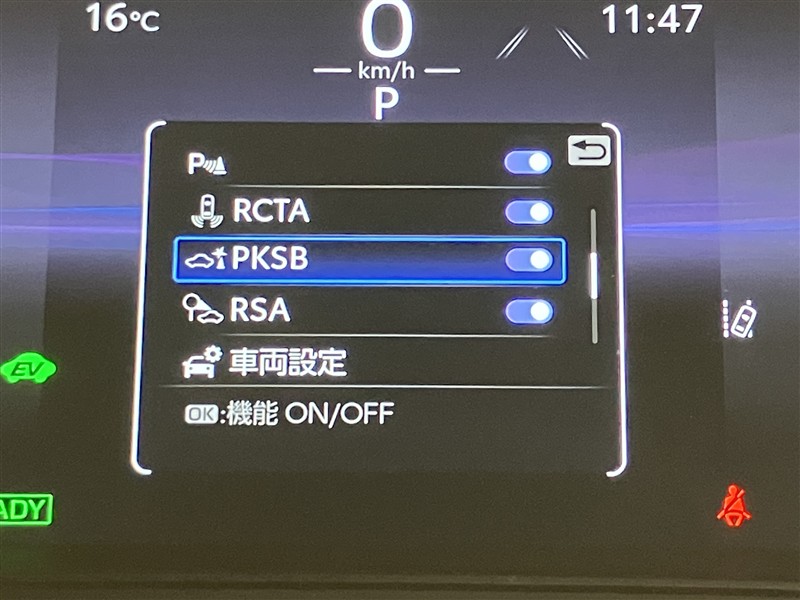 16°C
0
11:47
km/h
P
P
RCTA
PKSB
RSA
車両設定
OK:機能 ON/OFF
EV
ADY